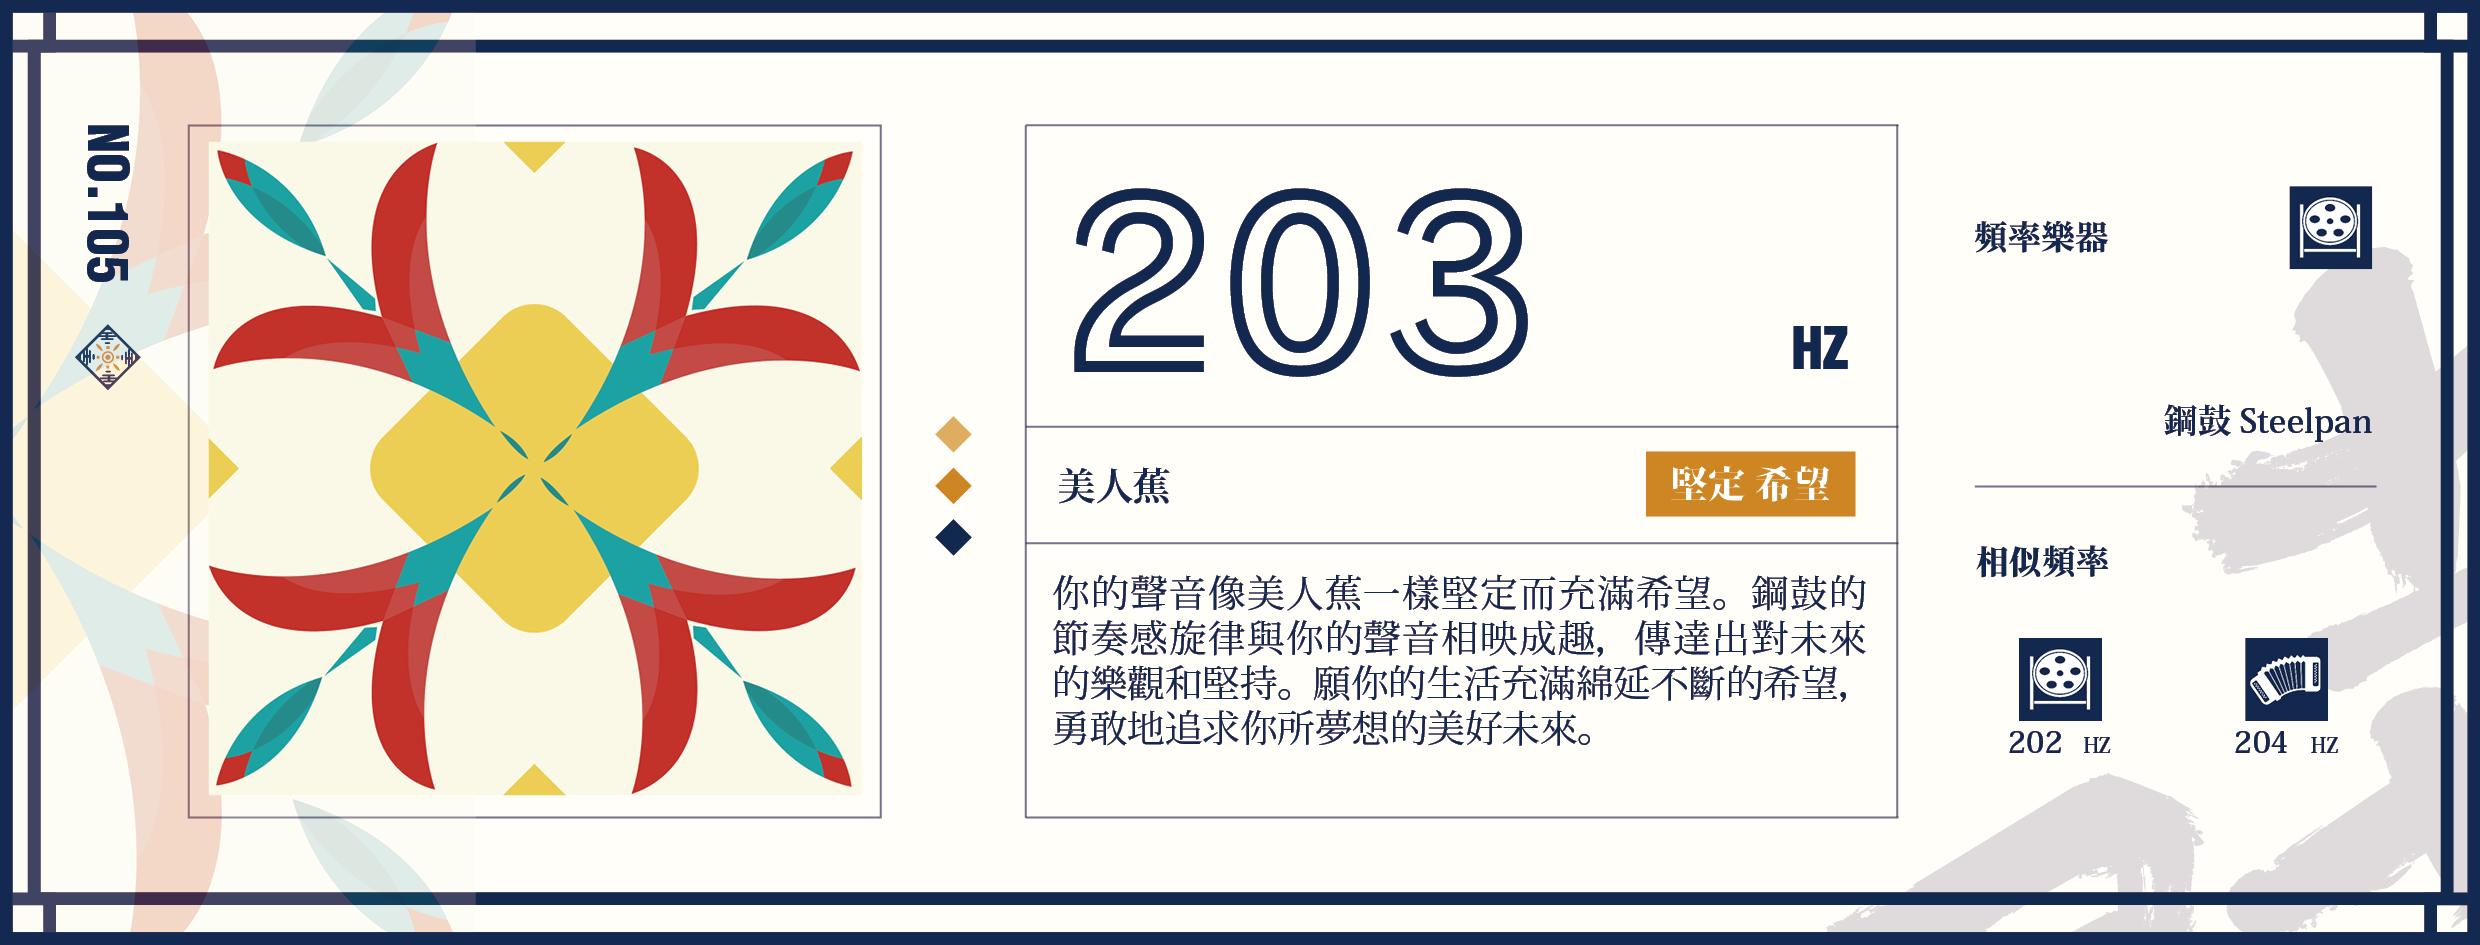 NO.105
203
HZ
美人蕉
堅定 希望
你的聲音像美人蕉一樣堅定而充滿希望。鋼鼓的
節奏感旋律與你的聲音相映成趣，傳達出對未來
的樂觀和堅持。願你的生活充滿綿延不斷的希望，
勇敢地追求你所夢想的美好未來。
頻率樂器
鋼鼓 Steelpan
相似頻率
202 HZ
204 HZ